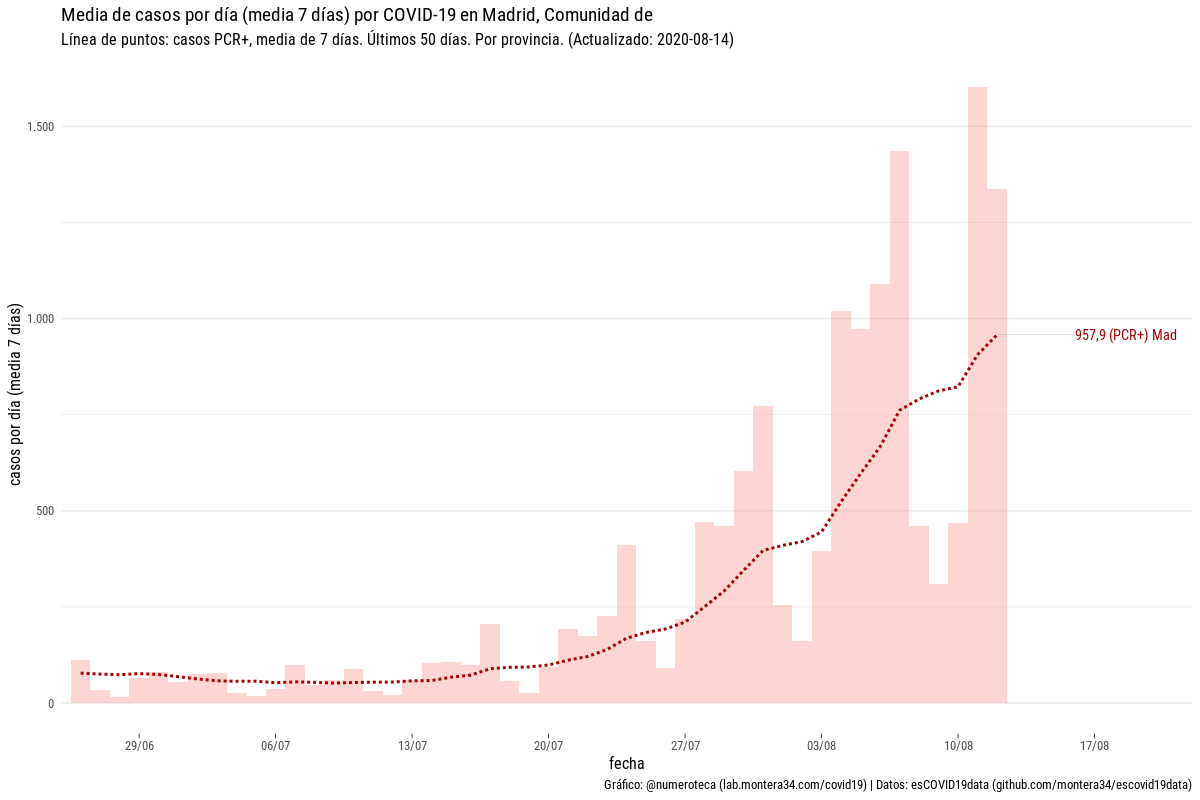 Media de casos por día (media 7 días) por COVID-19 en Madrid, Comunidad de
Línea de puntos: casos PCR+, media de 7 días. Últimos 50 días. Por provincia. (Actualizado: 2020-08-14)
casos por día (media 7 días)
1.500
1.000
500
0
957,9 (PCR+) Mad
29/06
06/07
13/07
20/07
27/07
03/08
10/08
17/08
fecha
Gráfico: @numeroteca (lab.montera34.com/covid19) | Datos: esCOVID19data (github.com/montera34/escovid19data)